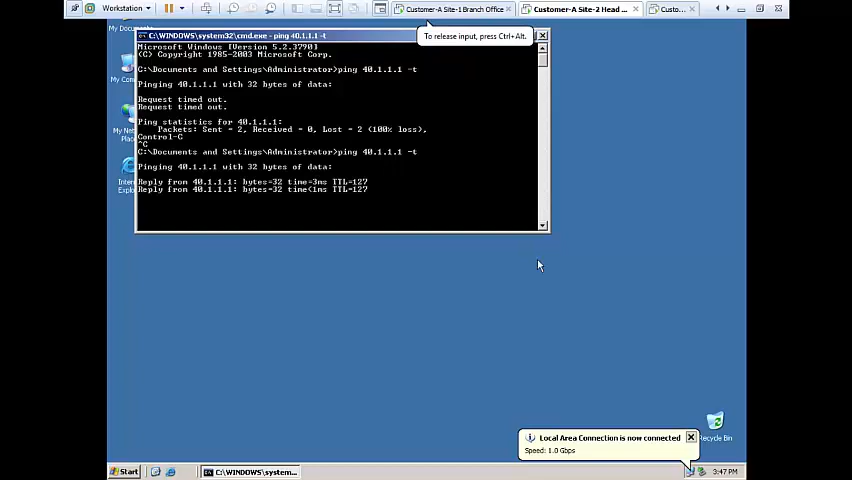 Workstation
Customer-A Site-1 Branch Office
Customer-A Site-2 Head ...
Custo...
To release input, press Ctrl+Alt.
My Docum
My Com
My Net
Place
Intern
Explo
C:\WINDOWS\system32\cmd.exe - ping 40.1.1.1 -t
Microsoft Windows [Version 5.2.3790]
(C) Copyright 1985-2003 Microsoft Corp.
C:\Documents and Settings\Administrator>ping 40.1.1.1 -t
Pinging 40.1.1.1 with 32 bytes of data:
Request timed out.
Request timed out.
Ping statistics for 40.1.1.1:
Packets: Sent = 2, Received = 0, Lost = 2 (100% loss),
Control-C
^C
C:\Documents and Settings\Administrator>ping 40.1.1.1 -t
Pinging 40.1.1.1 with 32 bytes of data:
Reply from 40.1.1.1: bytes=32 time=3ms TTL=127
Reply from 40.1.1.1: bytes=32 time<1ms TTL=127
Recycle Bin
Local Area Connection is now connected
Speed: 1.0 Gbps
Start
C:\WINDOWS\system...
3:47 PM